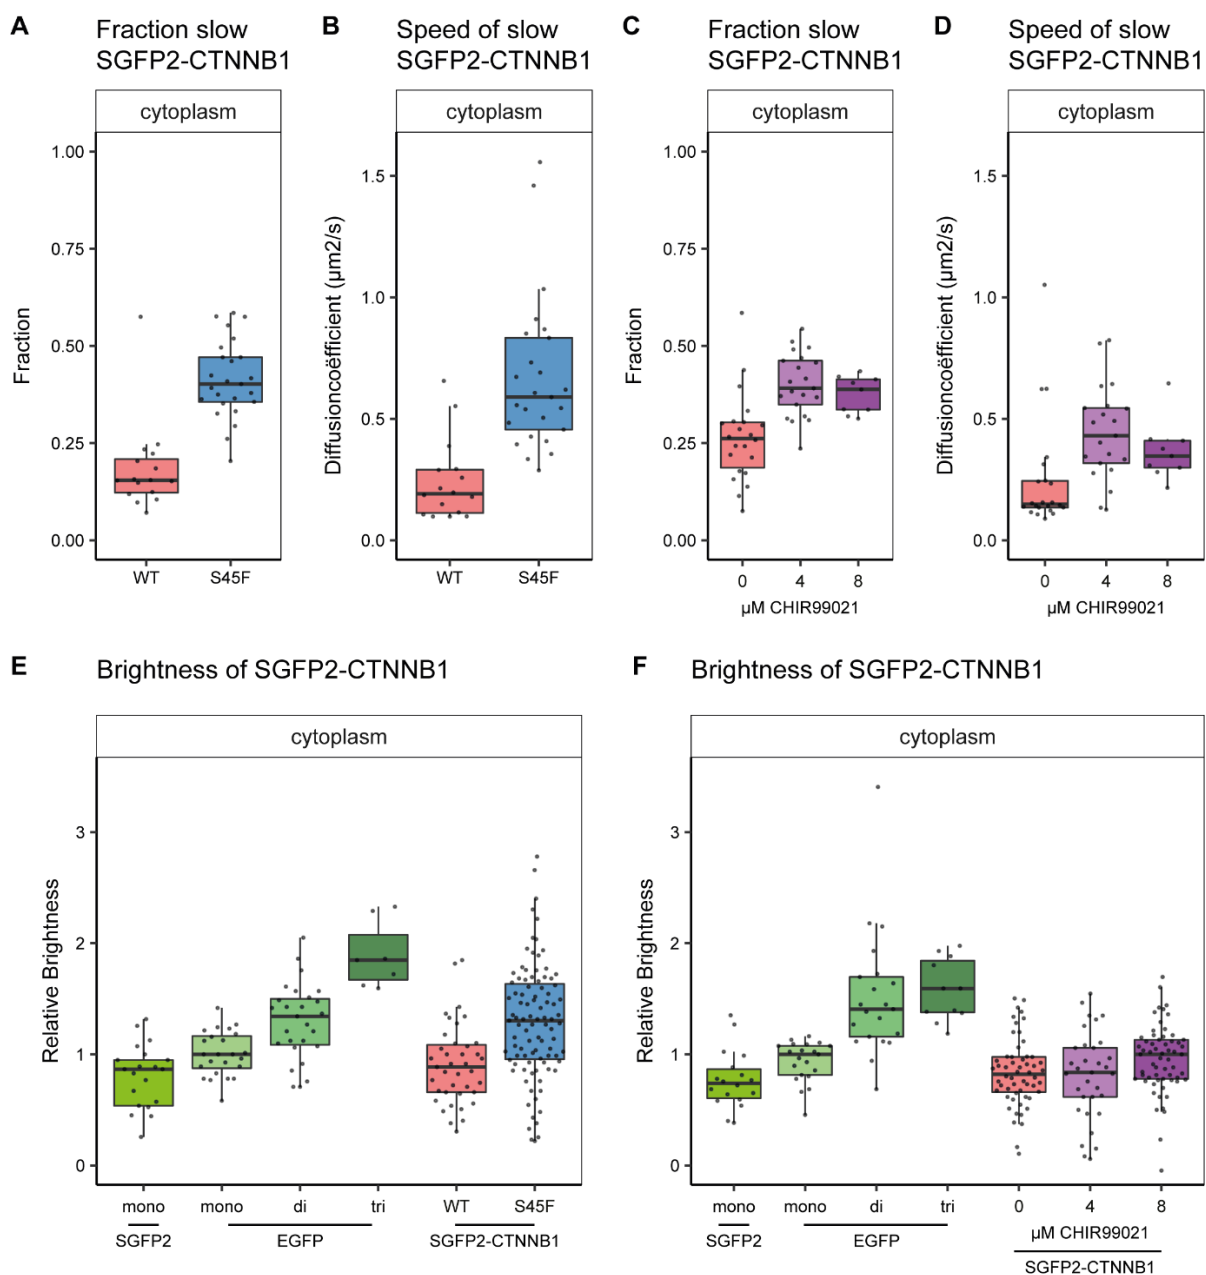 A Fraction slow SGFP2-CTNNB1
cytoplasm
1.00
0.75
0.50
0.25
0.00
Fraction
WT S45F
B Speed of slow SGFP2-CTNNB1
cytoplasm
1.5
1.0
0.5
0.0
Diffusioncoëfficient (µm2/s)
WT S45F
C Fraction slow SGFP2-CTNNB1
cytoplasm
1.00
0.75
0.50
0.25
0.00
Fraction
0 4 8
µM CHIR99021
D Speed of slow SGFP2-CTNNB1
cytoplasm
1.5
1.0
0.5
0.0
Diffusioncoëfficient (µm2/s)
0 4 8
µM CHIR99021
E Brightness of SGFP2-CTNNB1
cytoplasm
3
2
1
0
Relative Brightness
mono mono di tri WT S45F
SGFP2 EGFP SGFP2-CTNNB1
F Brightness of SGFP2-CTNNB1
cytoplasm
3
2
1
0
Relative Brightness
mono mono di tri 0 4 8
µM CHIR99021
SGFP2 EGFP
SGFP2-CTNNB1